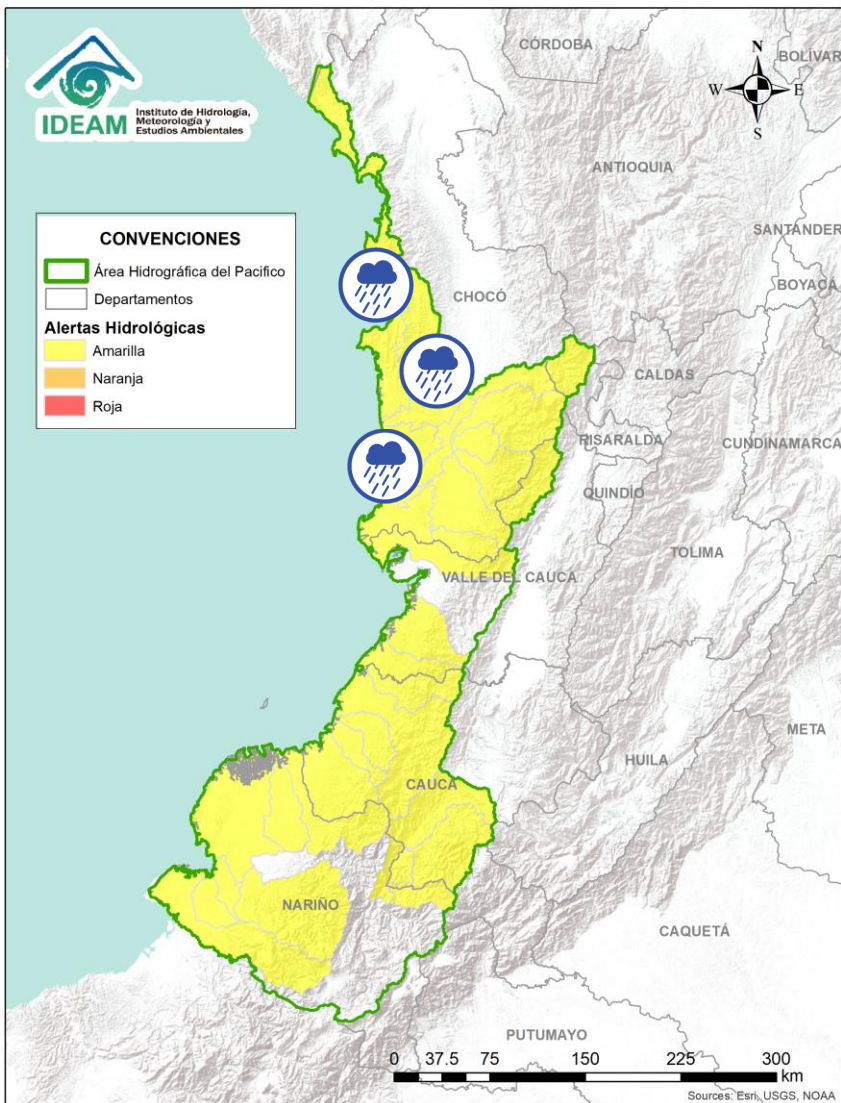 IDEAM
Instituto de Hidrología,
Meteorología y
Estudios Ambientales
CÓRDOBA
BOLÍVAR
N
W
E
S
ANTIOQUIA
SANTANDER
BOYACÁ
CONVENCIONES
Área Hidrográfica del Pacifico
Departamentos
Alertas Hidrológicas
Amarilla
Naranja
Roja
CHOCÓ
CALDAS
RISARALDA
CUNDINAMARCA
QUINDÍO
TOLIMA
VALLE DEL CAUCA
META
HUILA
CAUCA
NARIÑO
CAQUETÁ
PUTUMAYO
0 37.5 75 150 225 300
km
Sources: Esri, USGS, NOAA